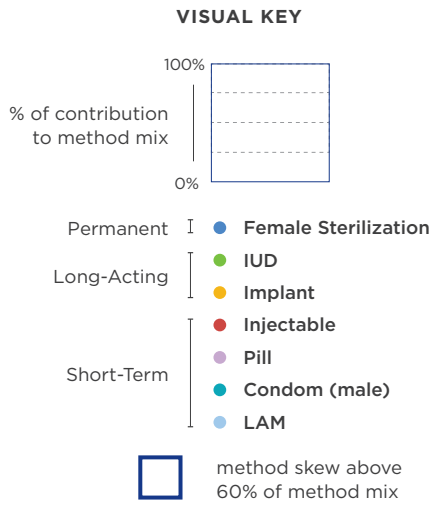 VISUAL KEY
100%
% of contribution
to method mix
0%
Permanent
Female Sterilization
Long-Acting
IUD
Implant
Short-Term
Injectable
Pill
Condom (male)
LAM
method skew above
60% of method mix